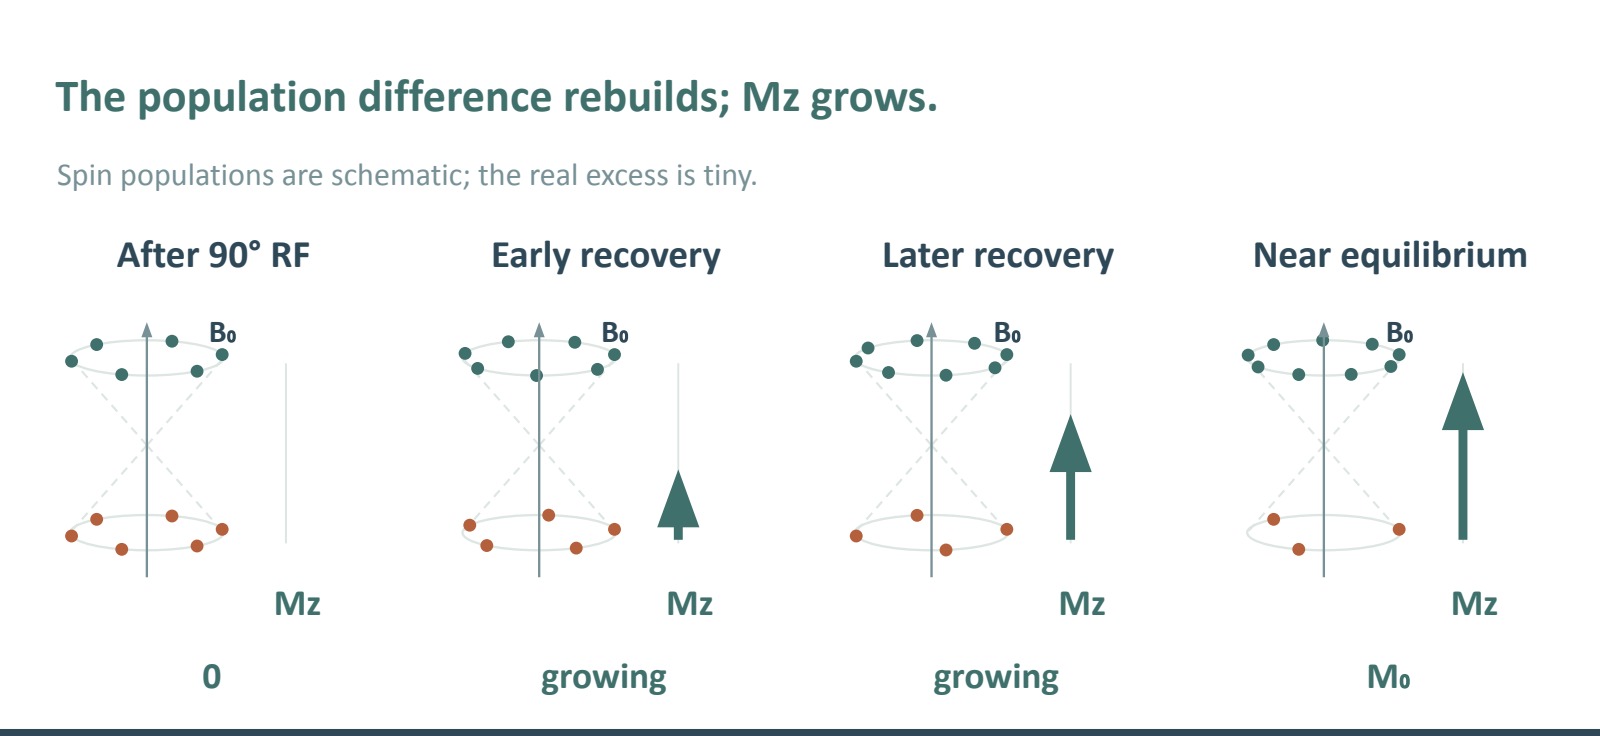 The population difference rebuilds; Mz grows.
Spin populations are schematic; the real excess is tiny.
After 90° RF
Early recovery
Later recovery
Near equilibrium
B₀
B₀
B₀
B₀
Mz
Mz
Mz
Mz
0
growing
growing
M₀